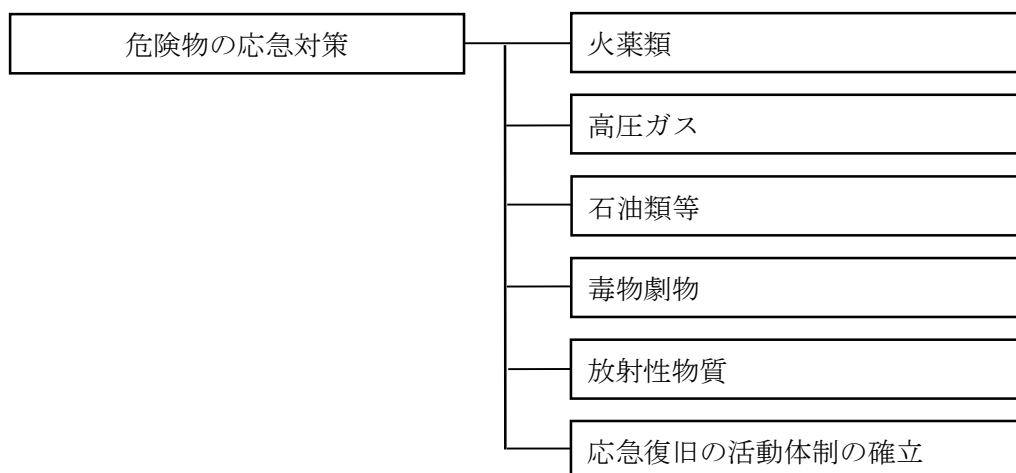 危険物の応急対策
火薬類
高圧ガス
石油類等
毒物劇物
放射性物質
応急復旧の活動体制の確立